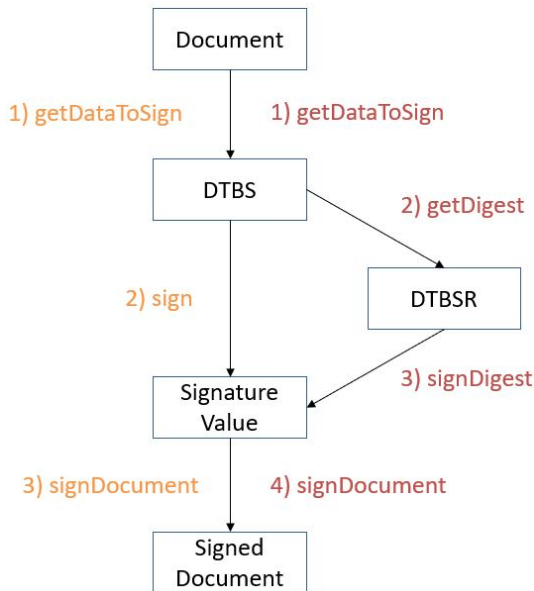 Document
1) getDataToSign
1) getDataToSign
DTBS
2) getDigest
2) sign
DTBSR
3) signDigest
Signature
Value
3) signDocument
4) signDocument
Signed
Document